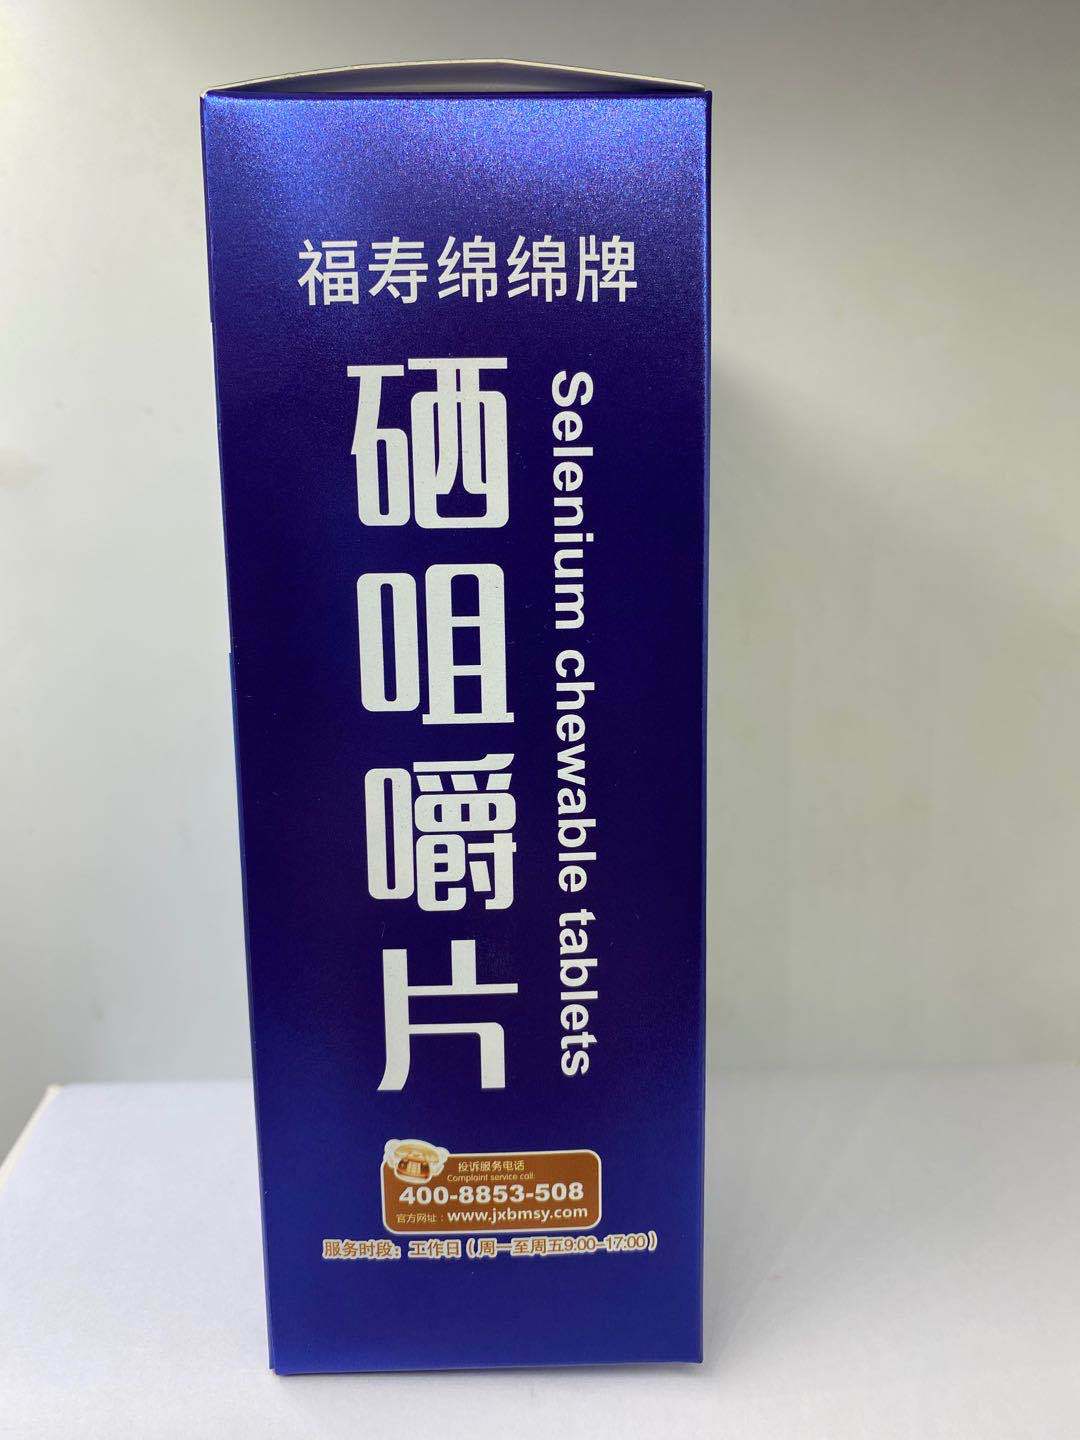 福寿绵绵牌
硒咀嚼片
Selenium chewable tablets
投诉服务电话
Complaint service call:
400-8853-508
官方网址：www.jxbmsy.com
服务时段：工作日（周一至周五9:00-17:00）